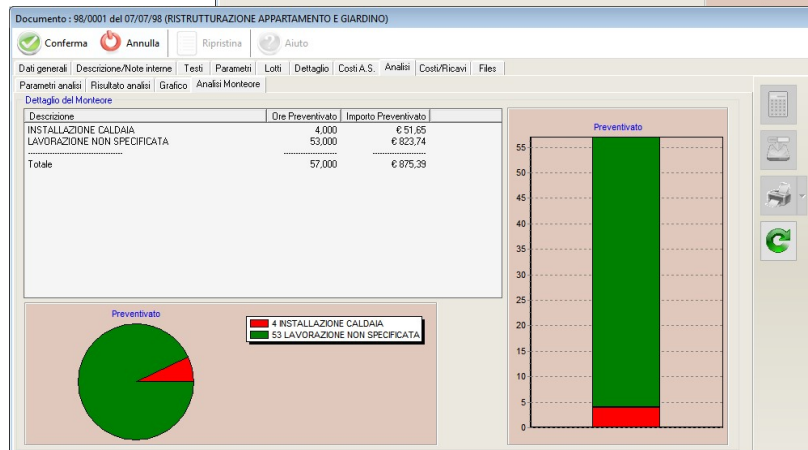 Documento : 98/0001 del 07/07/98 (RISTRUTTURAZIONE APPARTAMENTO E GIARDINO)
Conferma Annulla Ripristina Aiuto
Dati generali Descrizione/Note interne Testi Parametri Lotti Dettaglio Costi A.S. Analisi Costi/Ricavi Files
Parametri analisi Risultato analisi Grafico Analisi Monteore
Dettaglio del Monteore
Descrizione Ore Preventivato Importo Preventivato
INSTALLAZIONE CALDAIA 4,000 € 51,65
LAVORAZIONE NON SPECIFICATA 53,000 € 823,74
Totale 57,000 € 875,39
Preventivato
55
50
45
40
35
30
25
20
15
10
5
0
Preventivato
4 INSTALLAZIONE CALDAIA
53 LAVORAZIONE NON SPECIFICATA